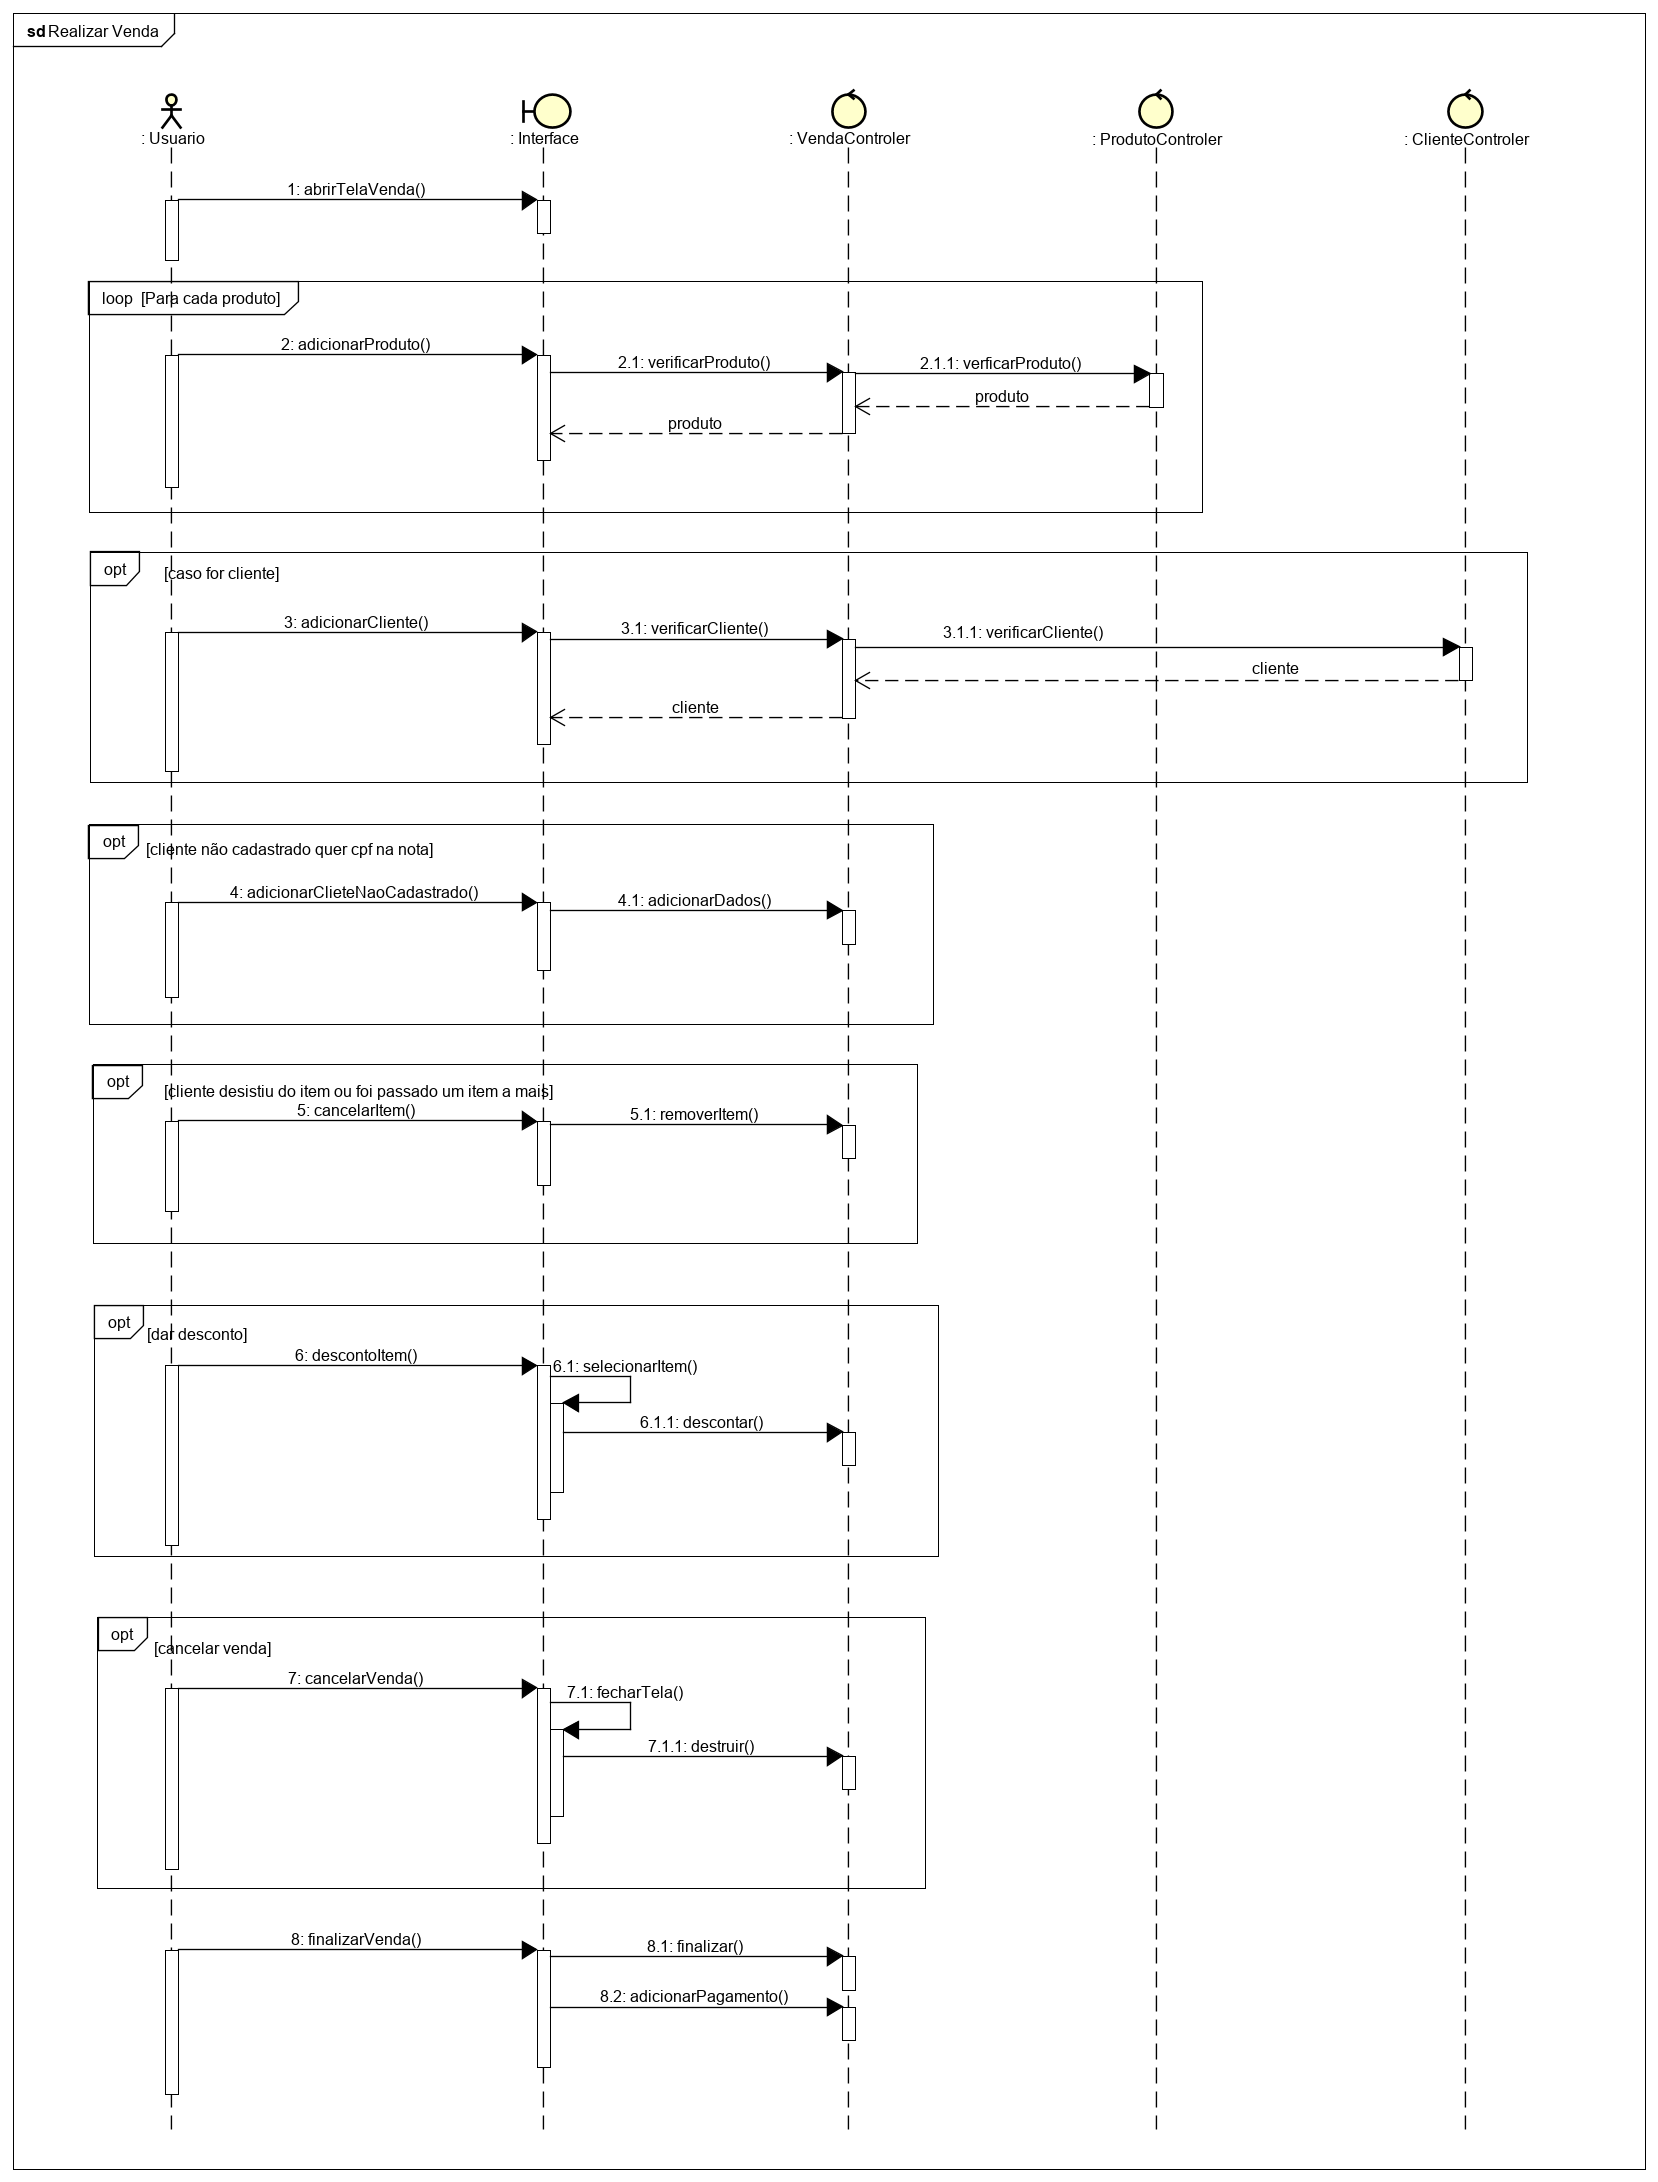 sd Realizar Venda
: Usuario
: Interface
: VendaControler
: ProdutoControler
: ClienteControler
1: abrirTelaVenda()
loop [Para cada produto]
2: adicionarProduto()
2.1: verificarProduto()
2.1.1: verficarProduto()
produto
produto
opt
[caso for cliente]
3: adicionarCliente()
3.1: verificarCliente()
3.1.1: verificarCliente()
cliente
cliente
opt
[cliente não cadastrado quer cpf na nota]
4: adicionarClieteNaoCadastrado()
4.1: adicionarDados()
opt
[cliente desistiu do item ou foi passado um item a mais]
5: cancelarItem()
5.1: removerItem()
opt
[dar desconto]
6: descontoItem()
6.1: selecionarItem()
6.1.1: descontar()
opt
[cancelar venda]
7: cancelarVenda()
7.1: fecharTela()
7.1.1: destruir()
8: finalizarVenda()
8.1: finalizar()
8.2: adicionarPagamento()